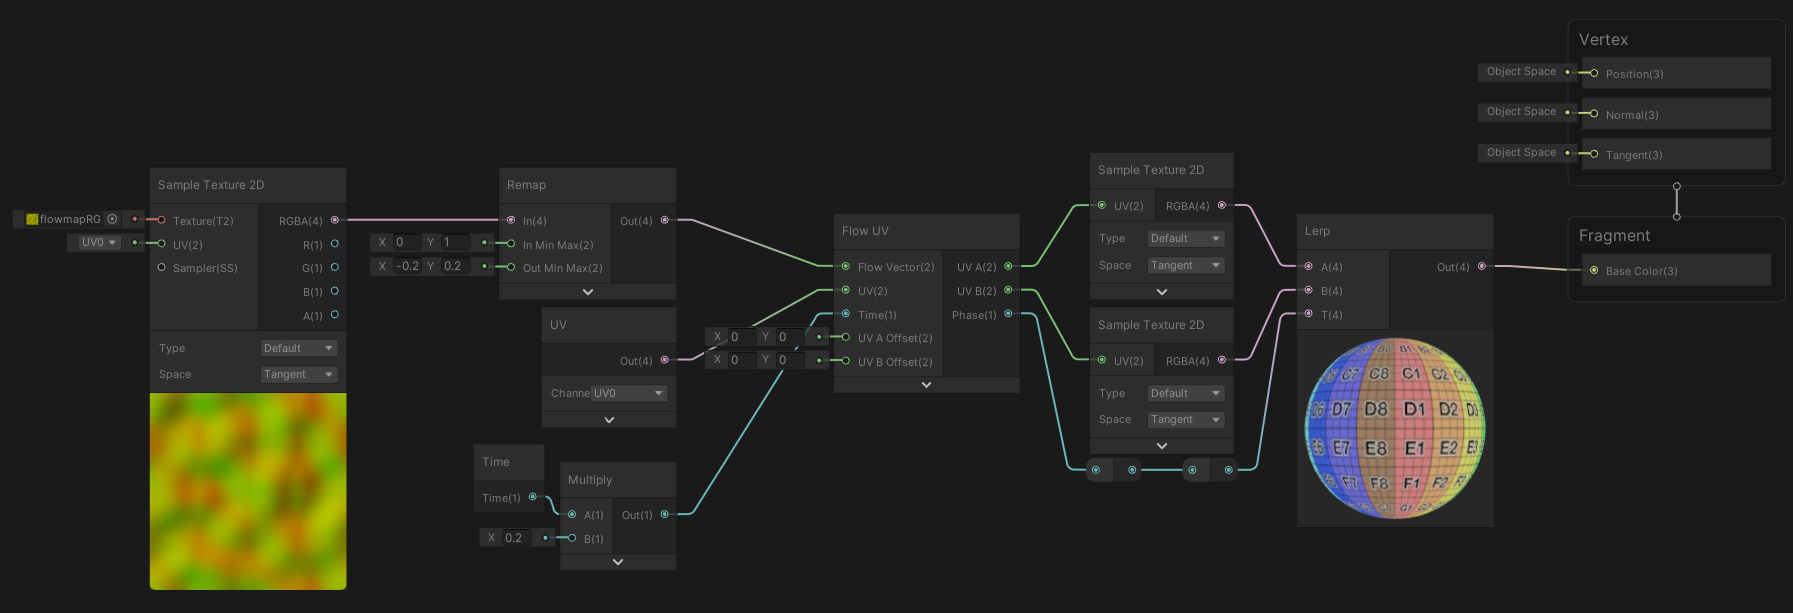 Sample Texture 2D
flowmapRG
Texture(T2)
RGBA(4)
UV0
UV(2)
R(1)
Sampler(SS)
G(1)
B(1)
A(1)
Type
Default
Space
Tangent
Remap
In(4)
Out(4)
X 0 Y 1
In Min Max(2)
X -0.2 Y 0.2
Out Min Max(2)
UV
Out(4)
Channe
UV0
Time
Time(1)
Multiply
A(1)
Out(1)
X 0.2
B(1)
Flow UV
Flow Vector(2)
UV A(2)
UV(2)
UV B(2)
Time(1)
Phase(1)
X 0 Y 0
UV A Offset(2)
X 0 Y 0
UV B Offset(2)
Sample Texture 2D
UV(2)
RGBA(4)
Type
Default
Space
Tangent
Sample Texture 2D
UV(2)
RGBA(4)
Type
Default
Space
Tangent
Lerp
A(4)
Out(4)
B(4)
T(4)
C7 C8 C1 C2
D7 D8 D1 D2 D3
E7 E8 E1 E2
F7 F8 F1 F2
Vertex
Object Space
Position(3)
Object Space
Normal(3)
Object Space
Tangent(3)
Fragment
Base Color(3)